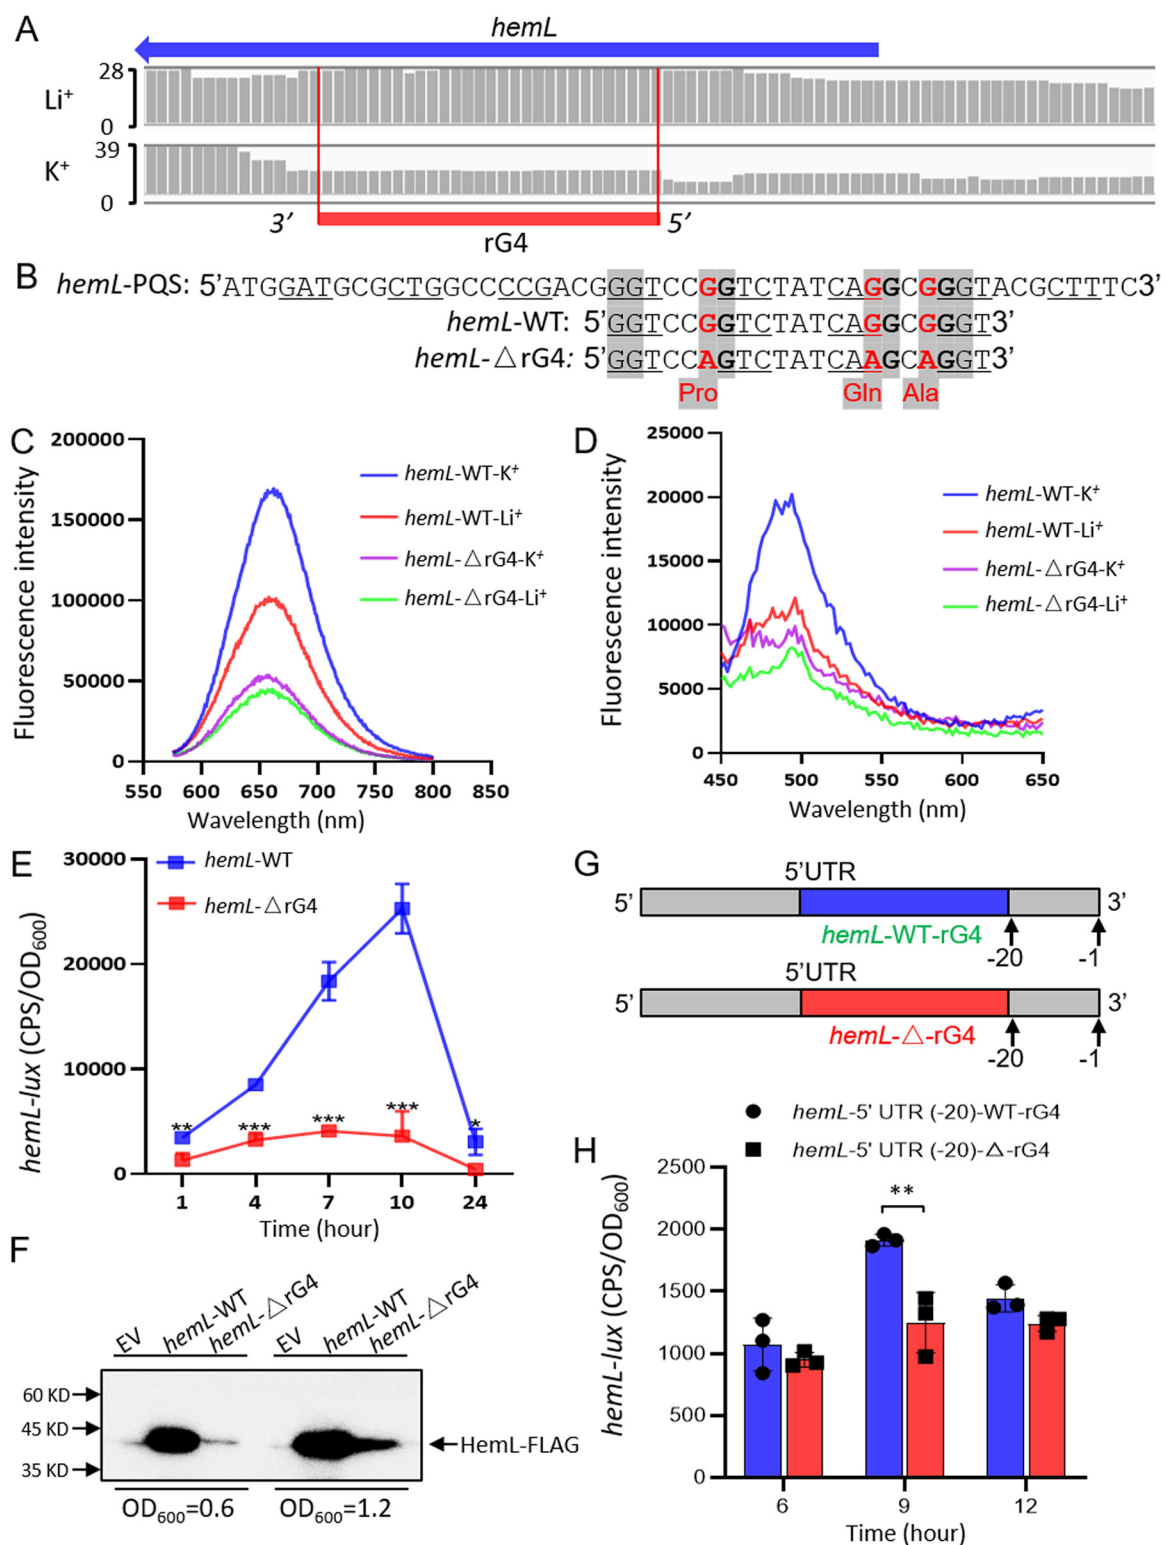 A
hemL
Li⁺
28
0
K⁺
39
0
3’
rG4
5’
B
hemL-PQS: 5’ATGGATGCGCTGGCCCCGACGGGTCCGGTCTATCAGGCGGGTACGCTTTC3’
hemL-WT: 5’GGTCCGGTCTATCAGGCGGGT3’
hemL-△rG4: 5’GGTCCAGTCTATCAAGCAGGT3’
Pro Gln Ala
C
Fluorescence intensity
200000
150000
100000
50000
0
550 600 650 700 750 800 850
Wavelength (nm)
hemL-WT-K⁺
hemL-WT-Li⁺
hemL-△rG4-K⁺
hemL-△rG4-Li⁺
D
Fluorescence intensity
25000
20000
15000
10000
5000
0
450 500 550 600 650
Wavelength (nm)
hemL-WT-K⁺
hemL-WT-Li⁺
hemL-△rG4-K⁺
hemL-△rG4-Li⁺
E
hemL-lux (CPS/OD₆₀₀)
30000
20000
10000
0
hemL-WT
hemL-△rG4
** *** *** *** *
1 4 7 10 24
Time (hour)
F
EV hemL-WT hemL-△rG4 EV hemL-WT hemL-△rG4
60 KD
45 KD
35 KD
HemL-FLAG
OD₆₀₀=0.6 OD₆₀₀=1.2
G
5’UTR
5’ 3’
hemL-WT-rG4
-20 -1
5’UTR
5’ 3’
hemL-△-rG4
-20 -1
H
hemL-5' UTR (-20)-WT-rG4
hemL-5' UTR (-20)-△-rG4
hemL-lux (CPS/OD₆₀₀)
2500
2000
1500
1000
500
0
**
6 9 12
Time (hour)